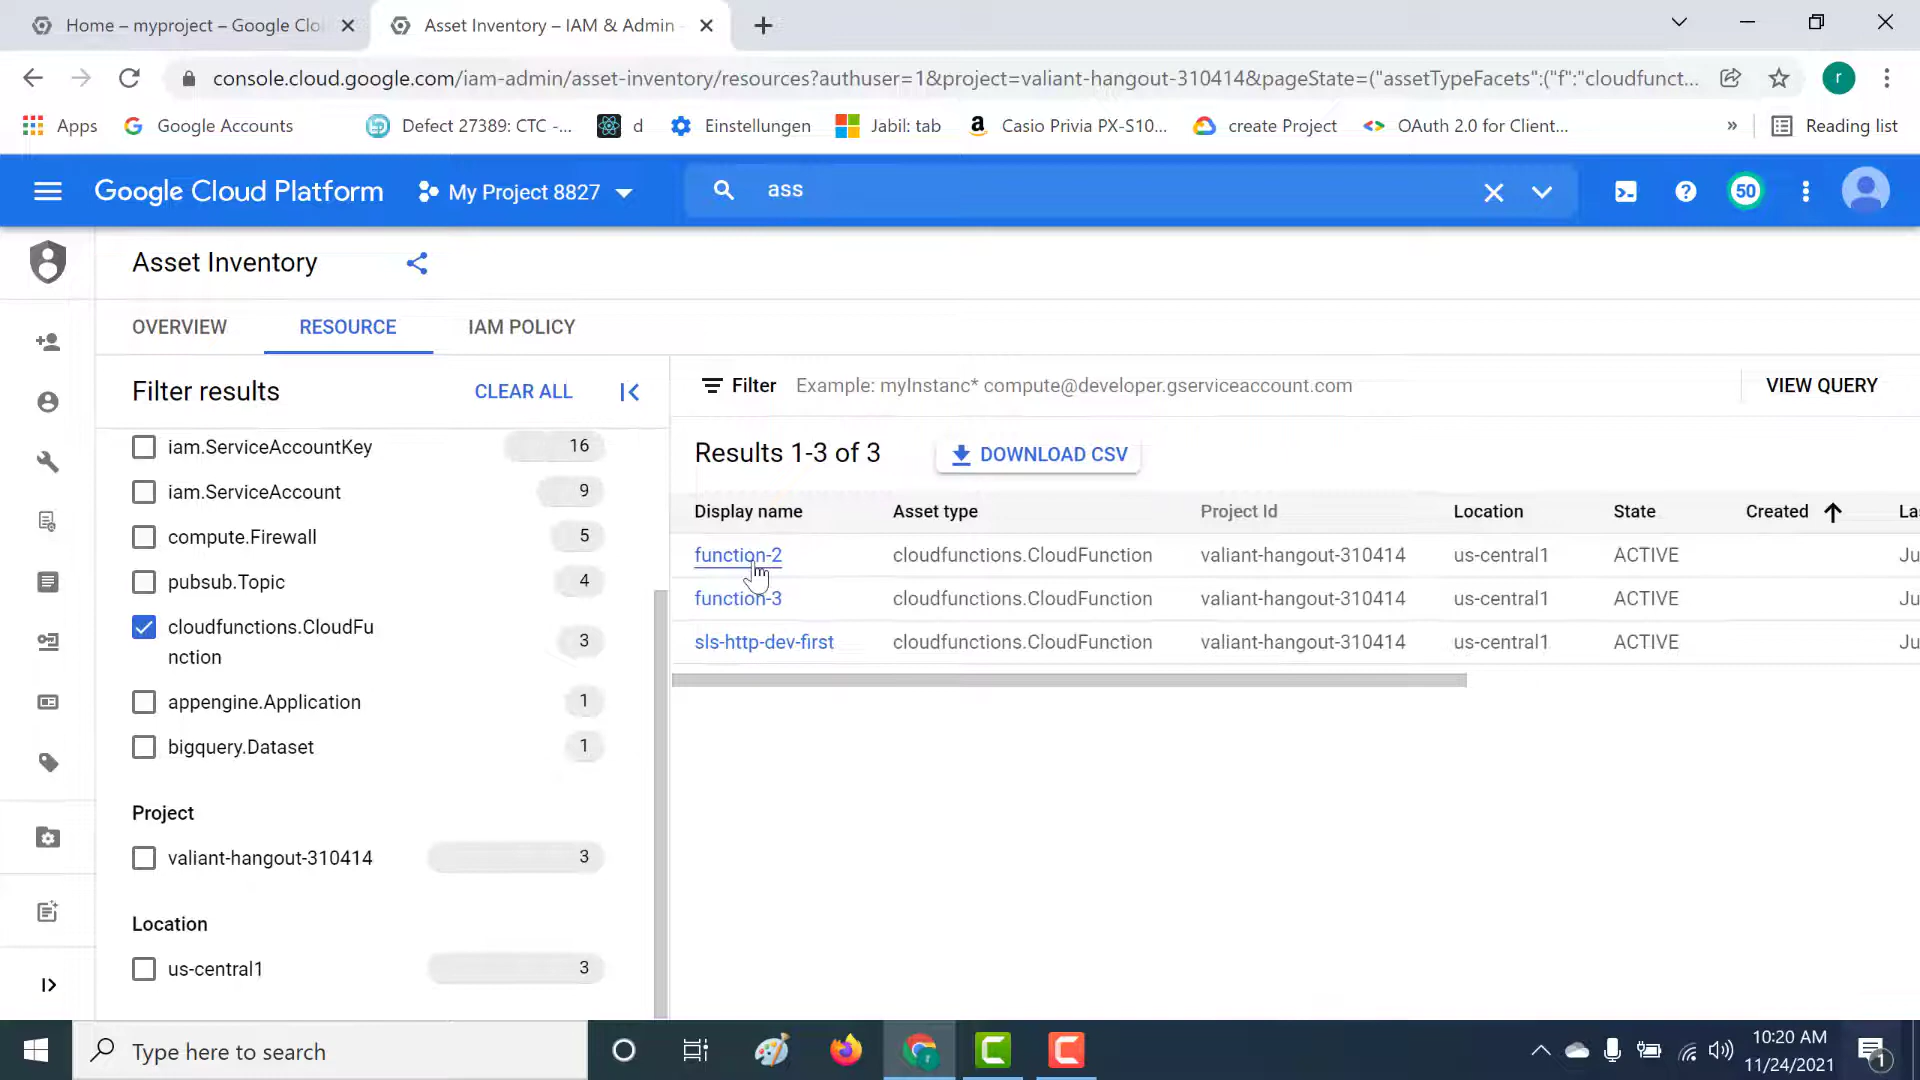 Home – myproject – Google Clo
Asset Inventory – IAM & Admin
console.cloud.google.com/iam-admin/asset-inventory/resources?authuser=1&project=valiant-hangout-310414&pageState=("assetTypeFacets":("f":"cloudfunct...
r
Apps
Google Accounts
Defect 27389: CTC -...
d
Einstellungen
Jabil: tab
Casio Privia PX-S10...
create Project
OAuth 2.0 for Client...
»
Reading list
Google Cloud Platform
My Project 8827
ass
50
Asset Inventory
OVERVIEW
RESOURCE
IAM POLICY
Filter results
CLEAR ALL
Filter
Example: myInstanc* compute@developer.gserviceaccount.com
VIEW QUERY
iam.ServiceAccountKey 16
iam.ServiceAccount 9
compute.Firewall 5
pubsub.Topic 4
cloudfunctions.CloudFu
nction
3
appengine.Application 1
bigquery.Dataset 1
Project
valiant-hangout-310414 3
Location
us-central1 3
Results 1-3 of 3
DOWNLOAD CSV
Display name Asset type Project Id Location State Created La
function-2 cloudfunctions.CloudFunction valiant-hangout-310414 us-central1 ACTIVE Ju
function-3 cloudfunctions.CloudFunction valiant-hangout-310414 us-central1 ACTIVE Ju
sls-http-dev-first cloudfunctions.CloudFunction valiant-hangout-310414 us-central1 ACTIVE Ju
Type here to search
10:20 AM
11/24/2021
1